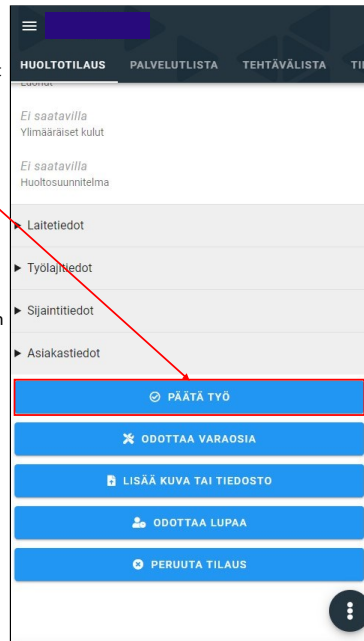 HUOLTOTILAUS PALVELUTLISTA TEHTÄVÄLISTA
Ei saatavilla
Ylimääräiset kulut
Ei saatavilla
Huoltosuunnitelma
▶ Laitetiedot
▶ Työlajitiedot
▶ Sijaintitiedot
▶ Asiakastiedot
PÄÄTÄ TYÖ
ODOTTAA VARAOSIA
LISÄÄ KUVA TAI TIEDOSTO
ODOTTAA LUPAA
PERUUTA TILAUS